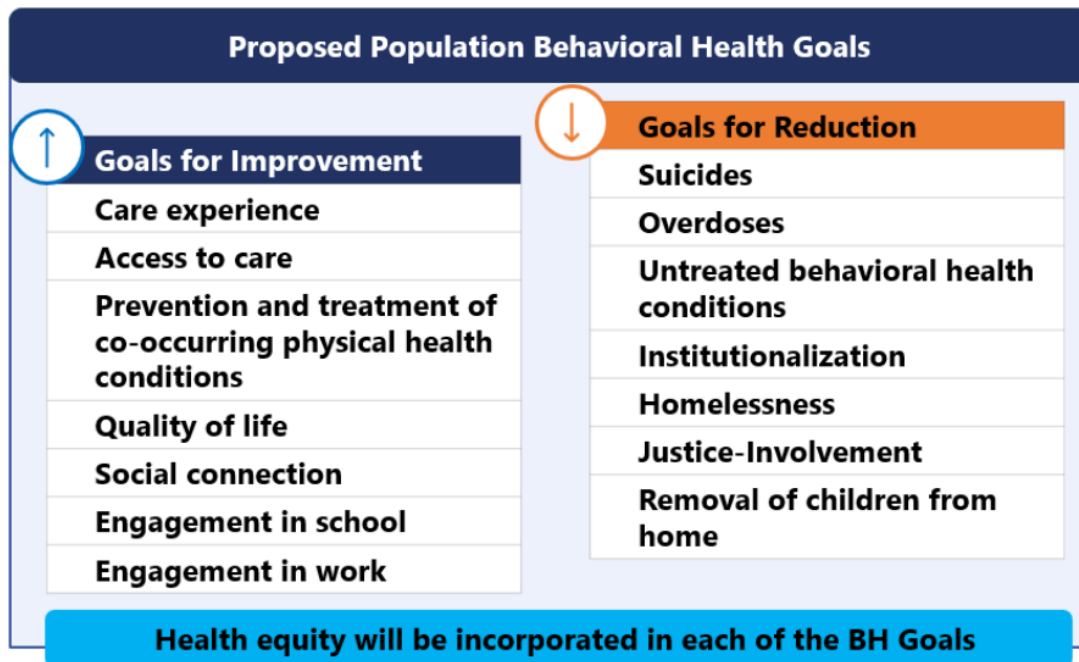 Proposed Population Behavioral Health Goals
↑
Goals for Improvement
Care experience
Access to care
Prevention and treatment of
co-occurring physical health
conditions
Quality of life
Social connection
Engagement in school
Engagement in work
↓
Goals for Reduction
Suicides
Overdoses
Untreated behavioral health
conditions
Institutionalization
Homelessness
Justice-Involvement
Removal of children from
home
Health equity will be incorporated in each of the BH Goals